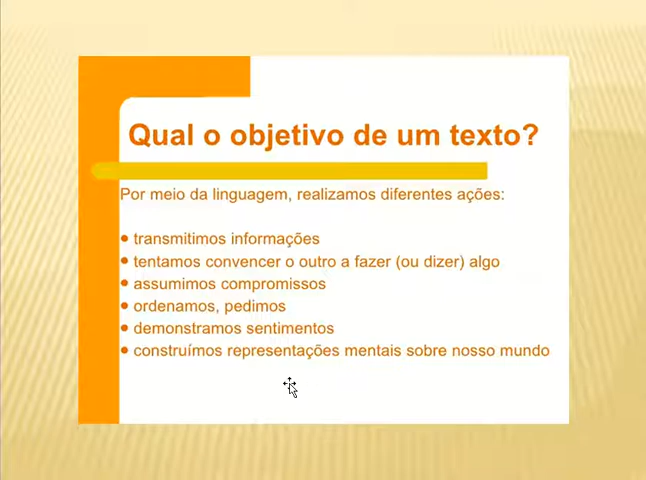 Qual o objetivo de um texto?
Por meio da linguagem, realizamos diferentes ações:
• transmitimos informações
• tentamos convencer o outro a fazer (ou dizer) algo
• assumimos compromissos
• ordenamos, pedimos
• demonstramos sentimentos
• construímos representações mentais sobre nosso mundo